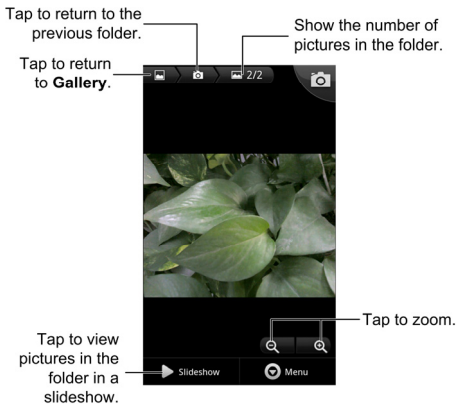 Tap to return to the
previous folder.
Show the number of
pictures in the folder.
Tap to return
to Gallery.
2/2
Tap to zoom.
Tap to view
pictures in the
folder in a
slideshow.
Slideshow
Menu